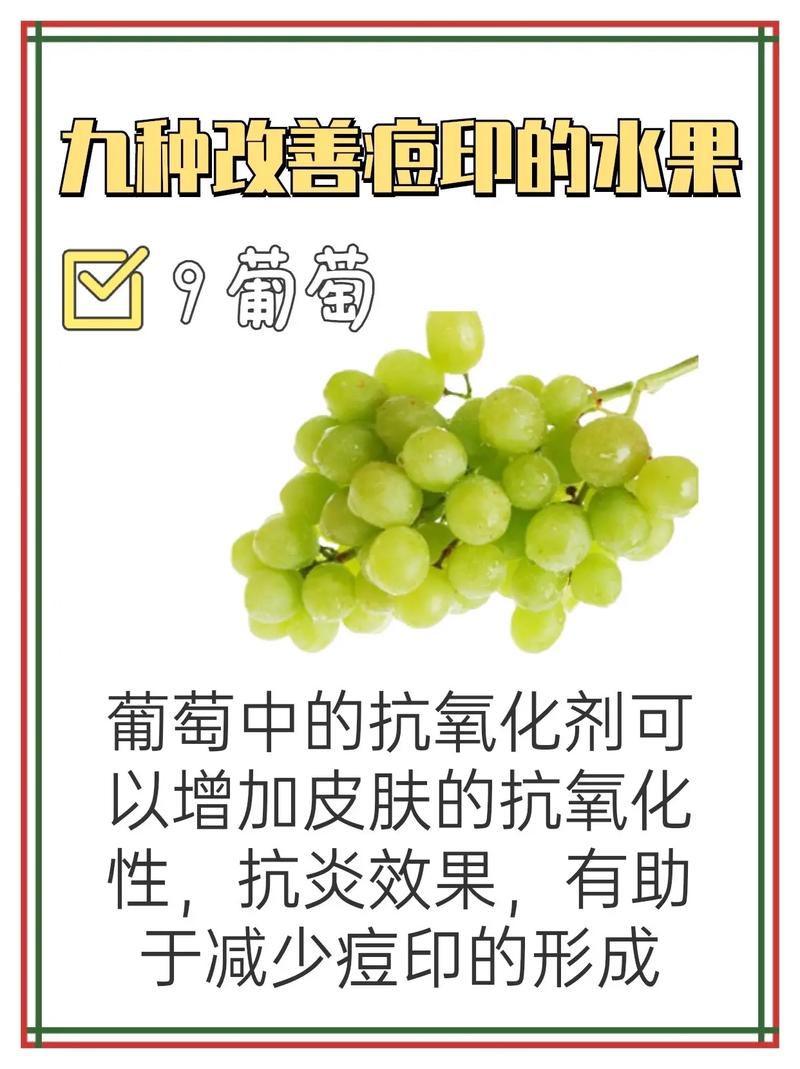 九种改善痘印的水果
9 葡萄
葡萄中的抗氧化剂可
以增加皮肤的抗氧化
性，抗炎效果，有助
于减少痘印的形成